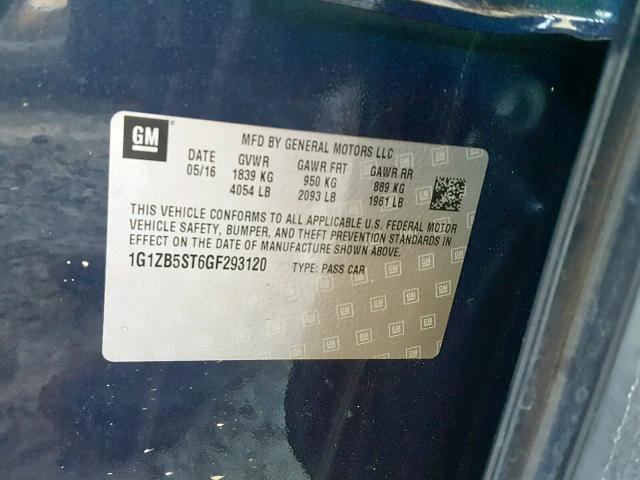 GM
MFD BY GENERAL MOTORS LLC
DATE GVWR GAWR FRT GAWR RR
05/16 1839 KG 950 KG 889 KG
4054 LB 2093 LB 1961 LB
THIS VEHICLE CONFORMS TO ALL APPLICABLE U.S. FEDERAL MOTOR
VEHICLE SAFETY, BUMPER, AND THEFT PREVENTION STANDARDS IN
EFFECT ON THE DATE OF MANUFACTURE SHOWN ABOVE.
1G1ZB5ST6GF293120 TYPE: PASS CAR